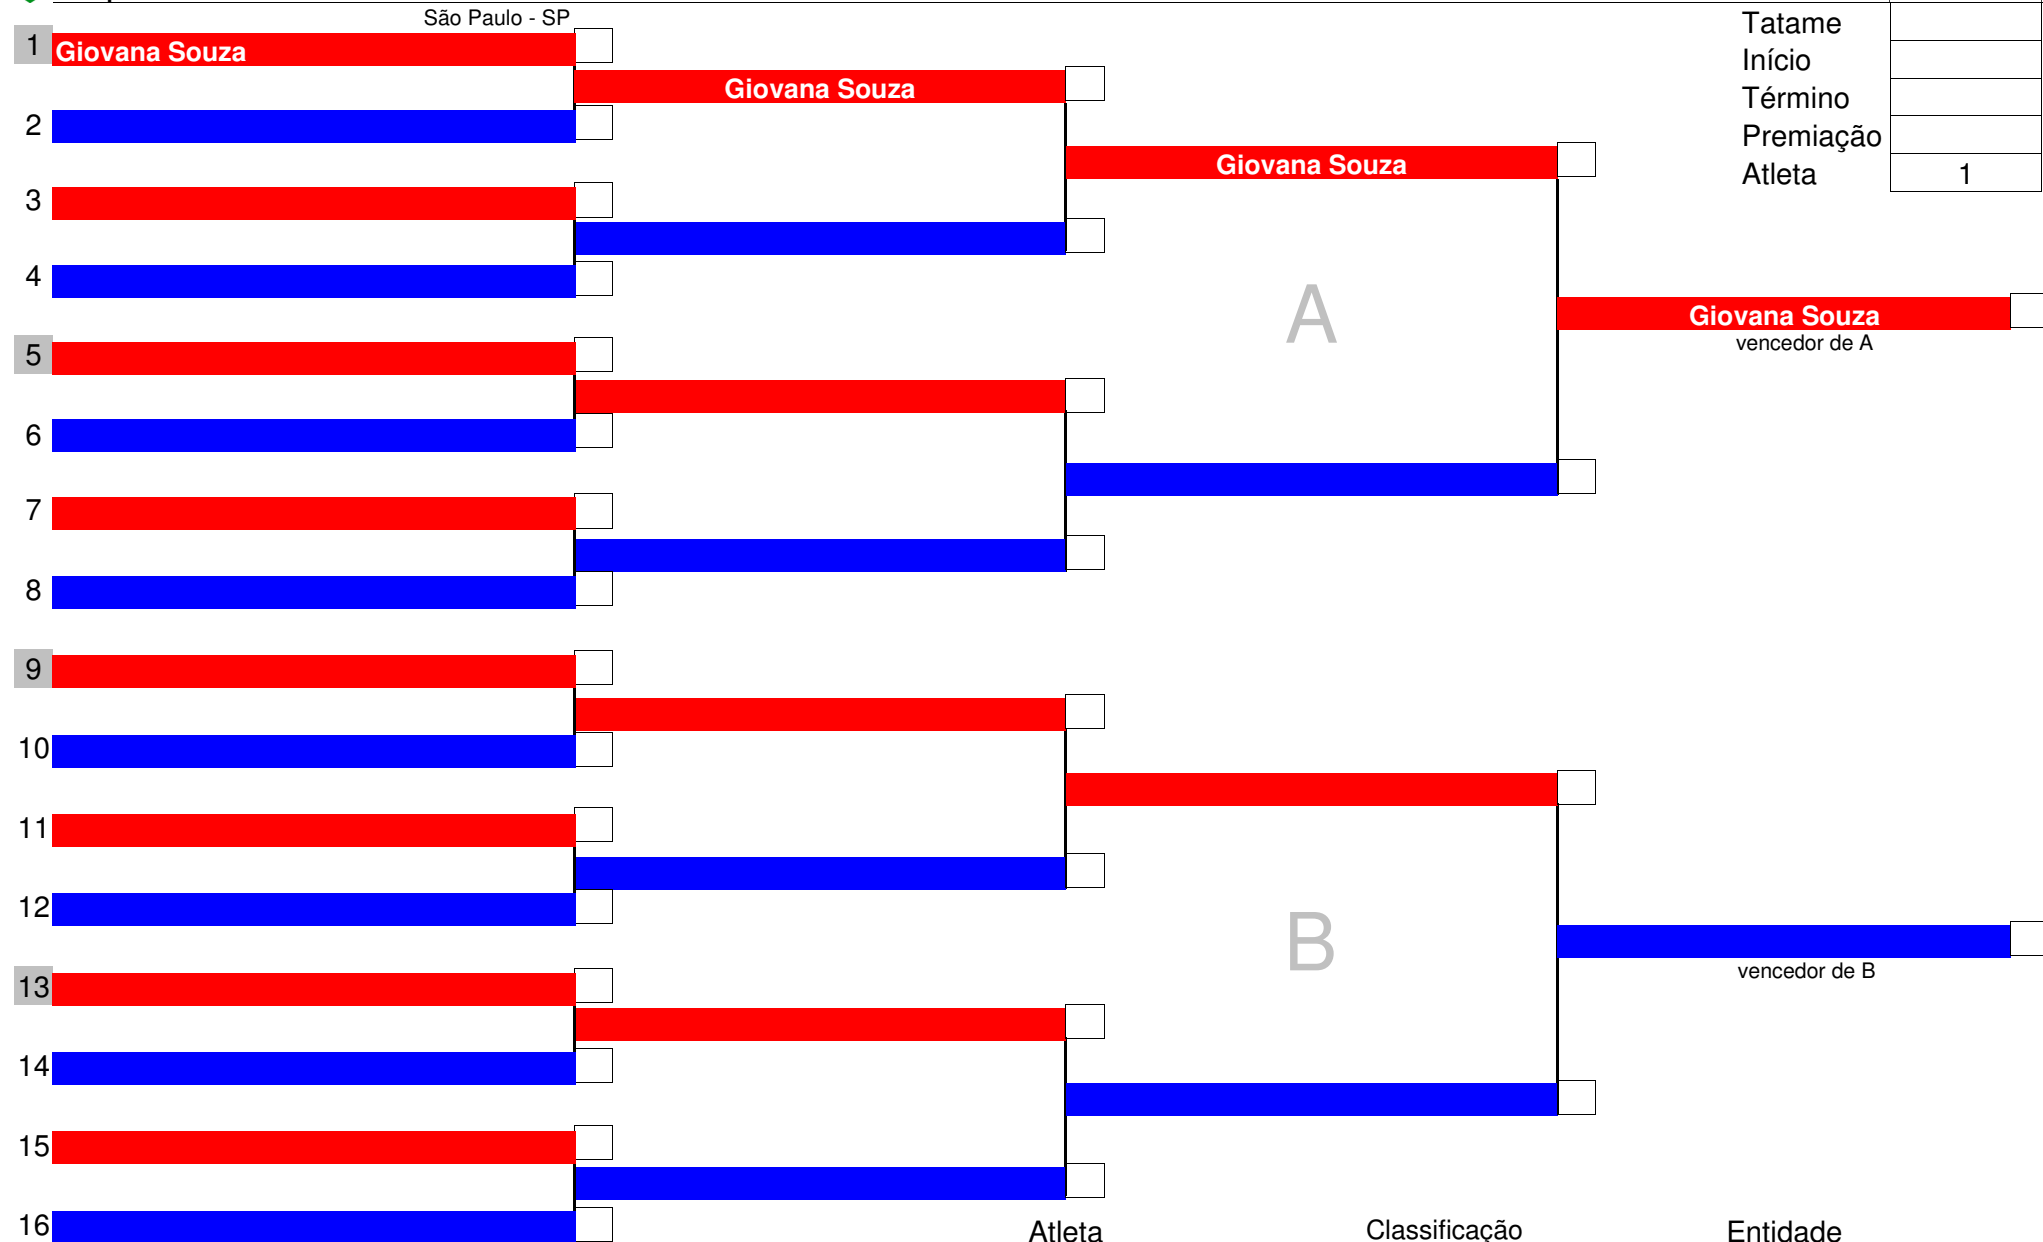 São Paulo - SP
Tatame
1 Giovana Souza
Início
Giovana Souza
Término
2
Premiação
Giovana Souza
Atleta 1
3
4
A
Giovana Souza
vencedor de A
5
6
7
8
9
10
11
12
B
vencedor de B
13
14
15
16
Atleta Classificação Entidade